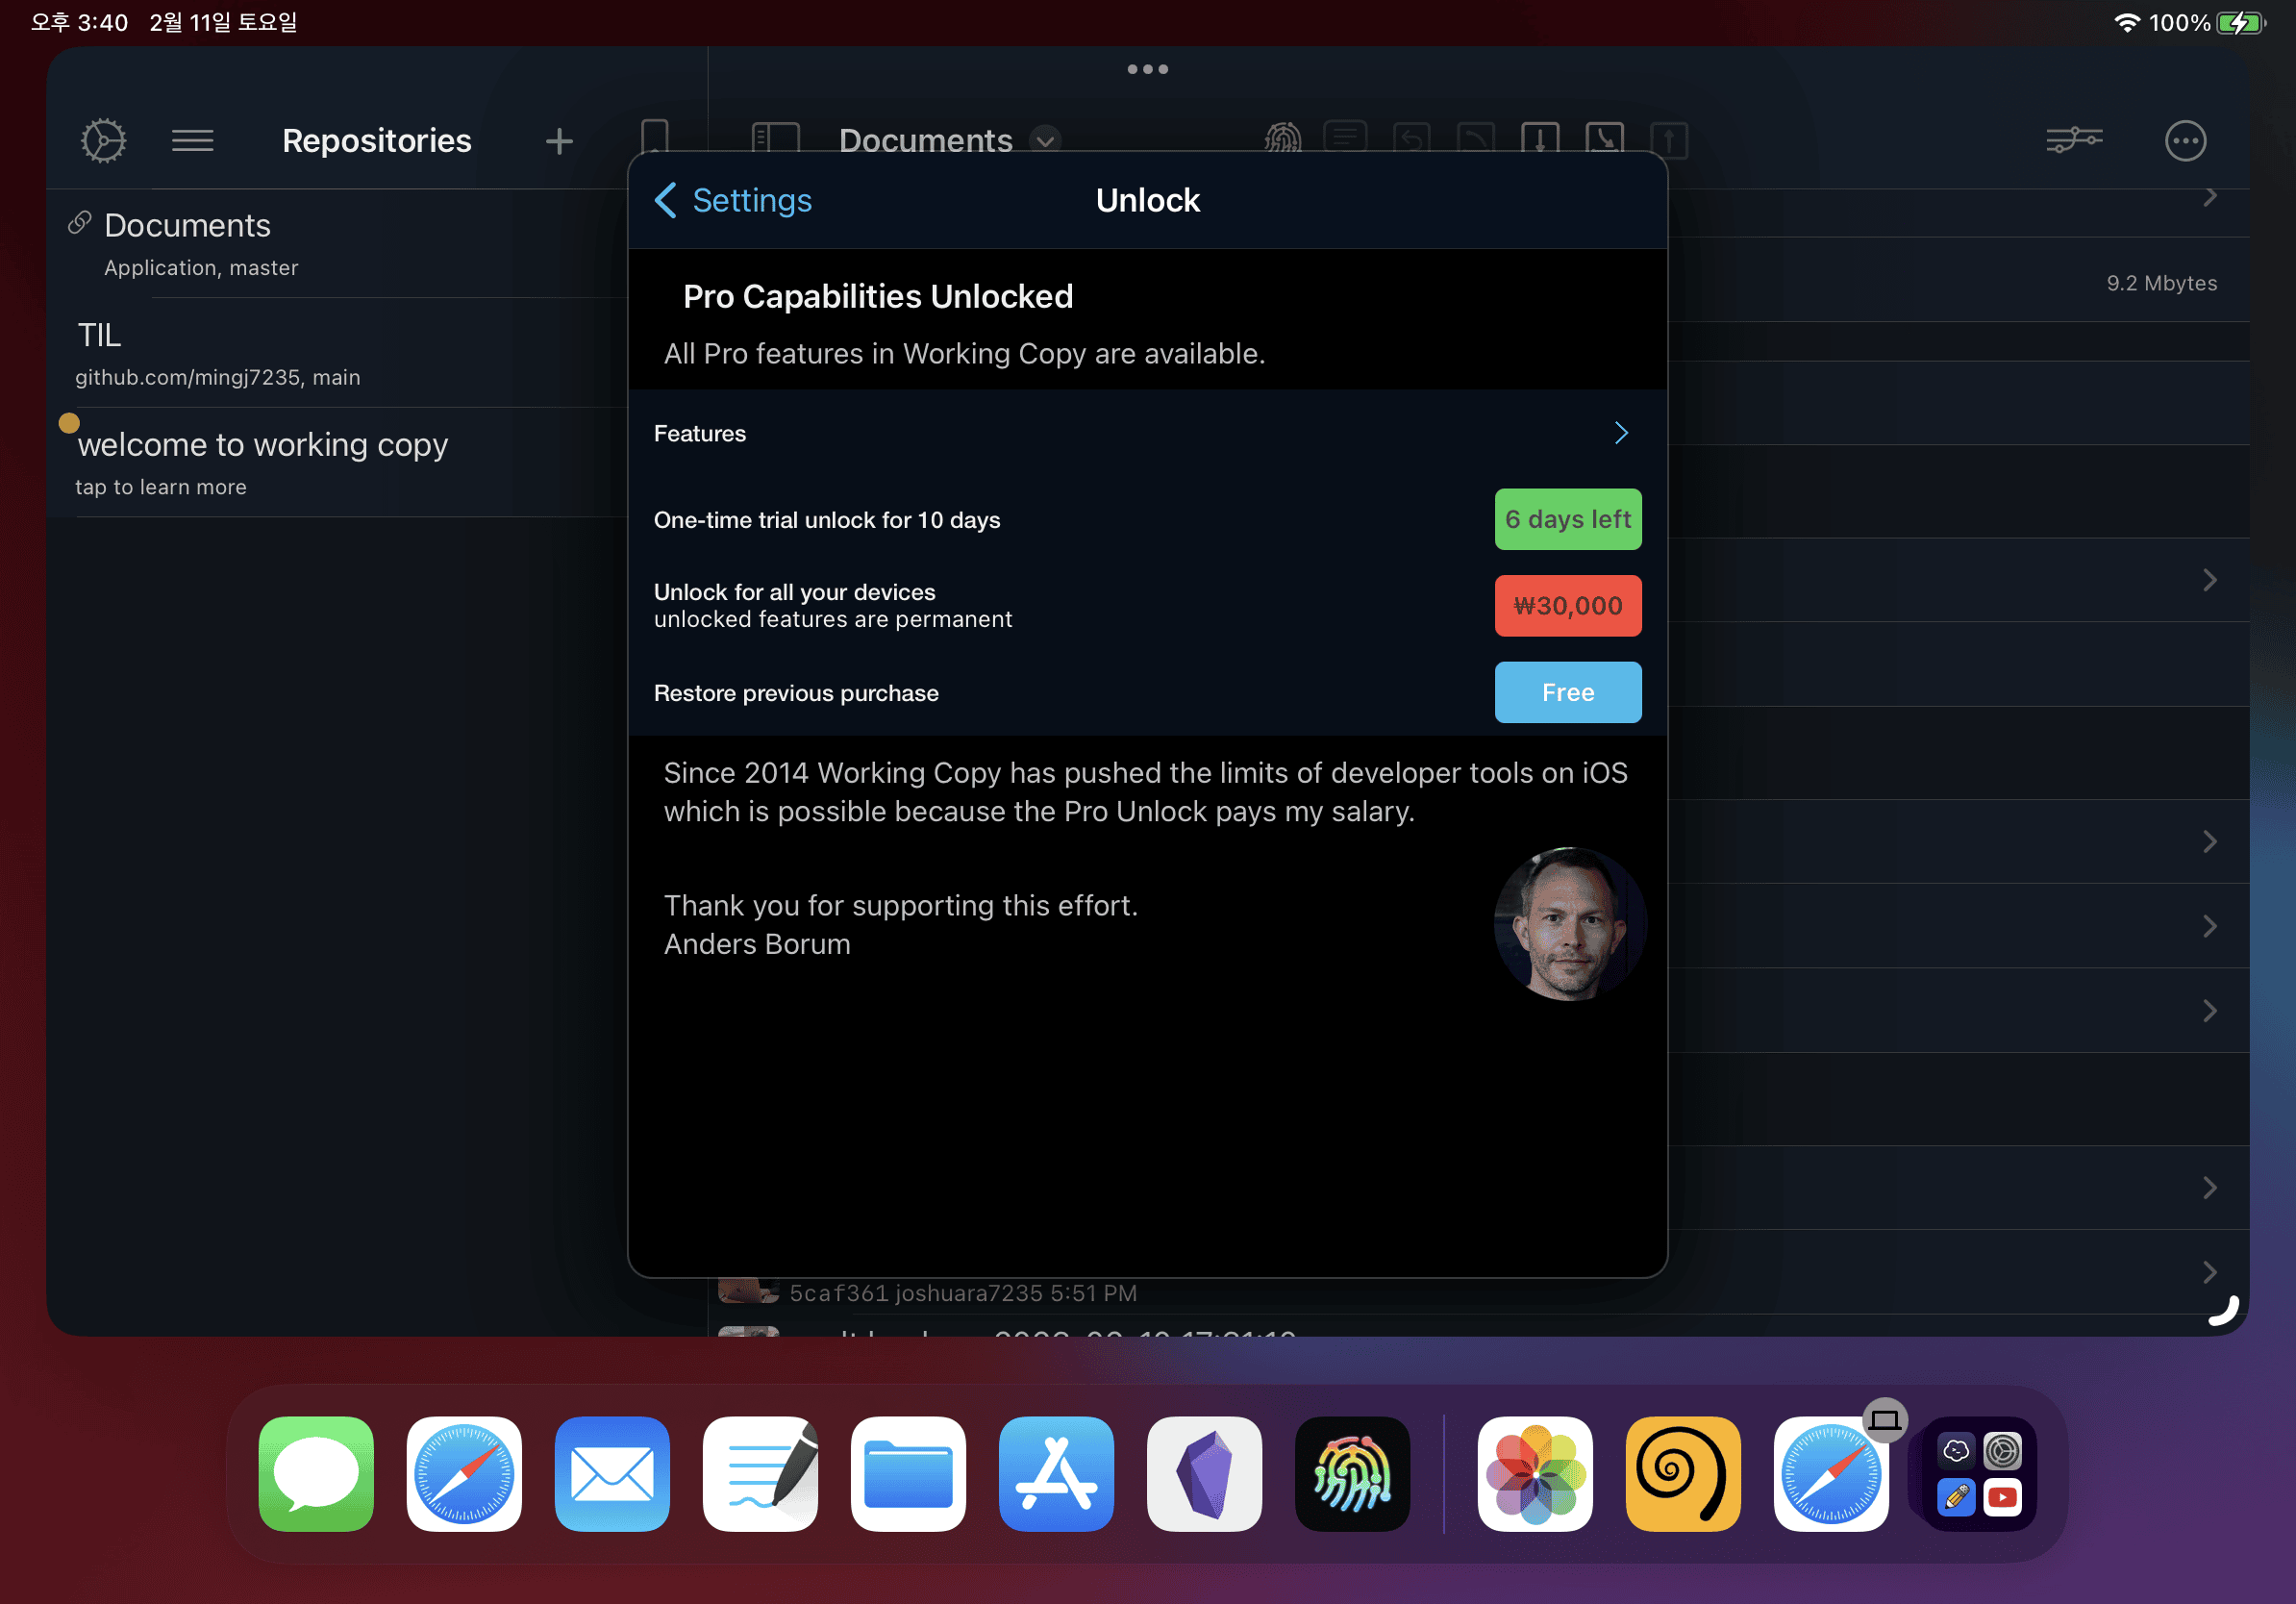 오후 3:40 2월 11일 토요일
100%
Repositories
Documents
Documents
Application, master
TIL
github.com/mingj7235, main
welcome to working copy
tap to learn more
9.2 Mbytes
Settings
Unlock
Pro Capabilities Unlocked
All Pro features in Working Copy are available.
Features
One-time trial unlock for 10 days
6 days left
Unlock for all your devices
unlocked features are permanent
₩30,000
Restore previous purchase
Free
Since 2014 Working Copy has pushed the limits of developer tools on iOS
which is possible because the Pro Unlock pays my salary.
Thank you for supporting this effort.
Anders Borum
5caf361 joshuara7235 5:51 PM